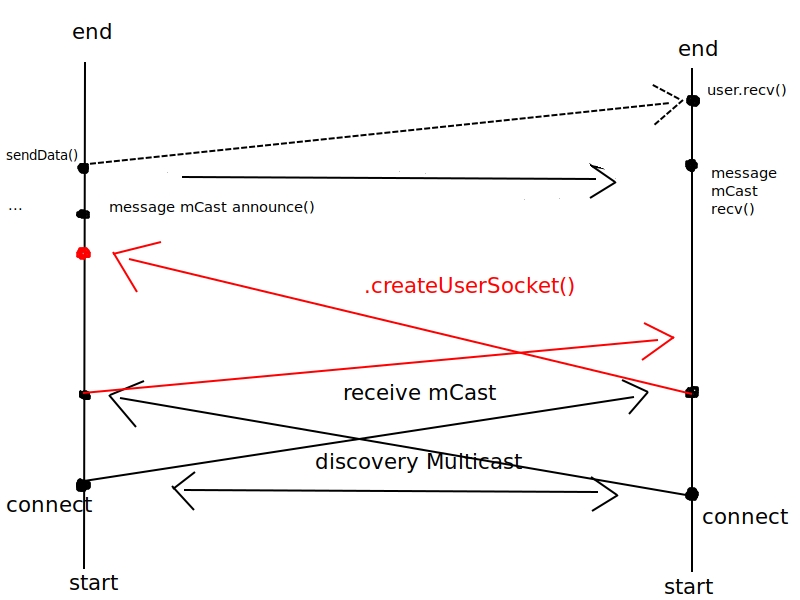 end
end
user.recv()
sendData()
message
mCast
recv()
...
message mCast announce()
.createUserSocket()
receive mCast
discovery Multicast
connect
connect
start
start